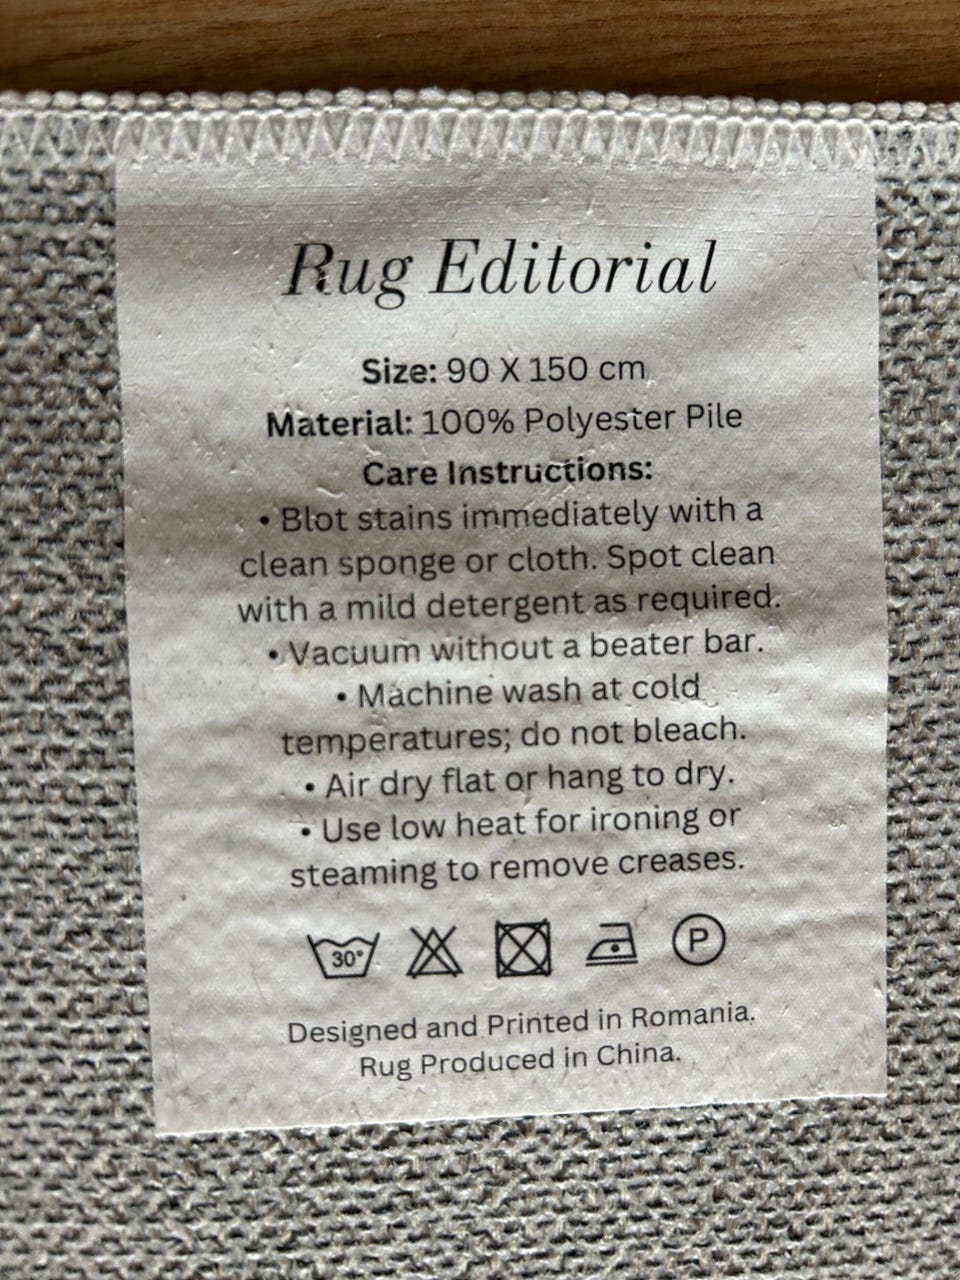 Rug Editorial
Size: 90 X 150 cm
Material: 100% Polyester Pile
Care Instructions:
• Blot stains immediately with a
clean sponge or cloth. Spot clean
with a mild detergent as required.
• Vacuum without a beater bar.
• Machine wash at cold
temperatures; do not bleach.
• Air dry flat or hang to dry.
• Use low heat for ironing or
steaming to remove creases.
30° P
Designed and Printed in Romania.
Rug Produced in China.